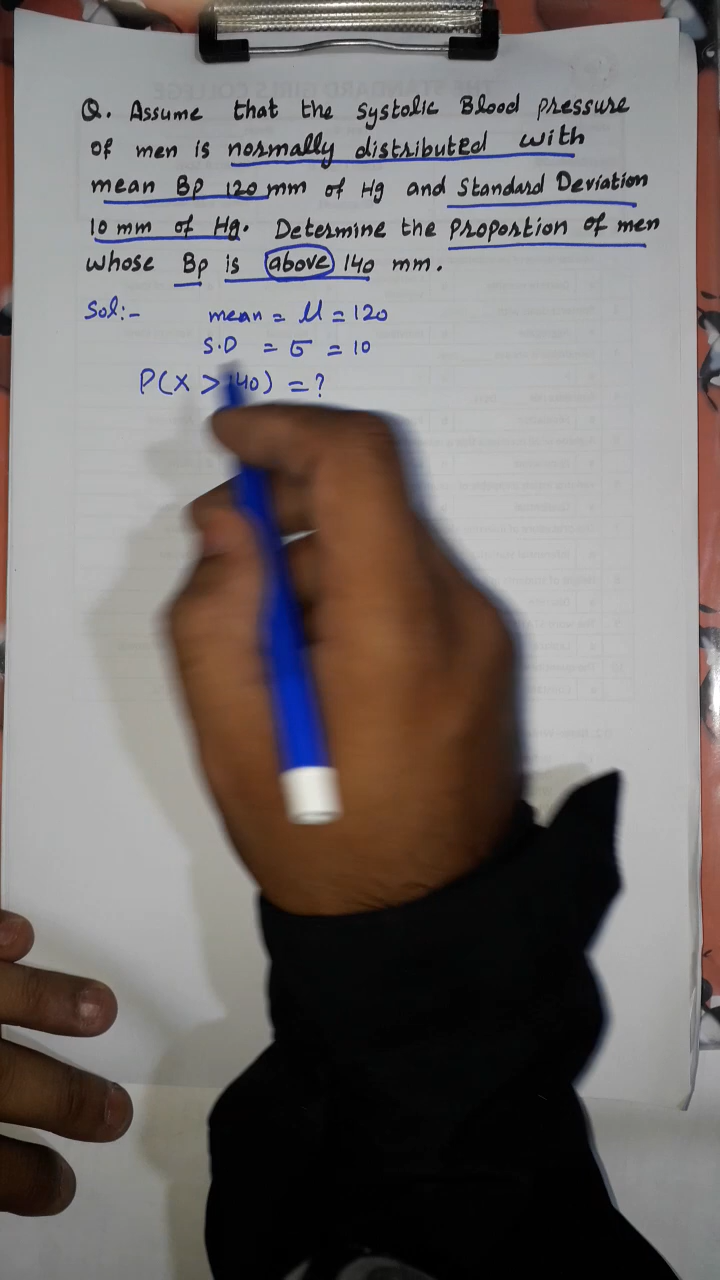 Q. Assume that the systolic Blood pressure
of men is normally distributed with
mean Bp 120 mm of Hg and Standard Deviation
10 mm of Hg. Determine the proportion of men
whose Bp is above 140 mm.
Sol:- mean = μ = 120
S.D = σ = 10
P(X > 140) = ?